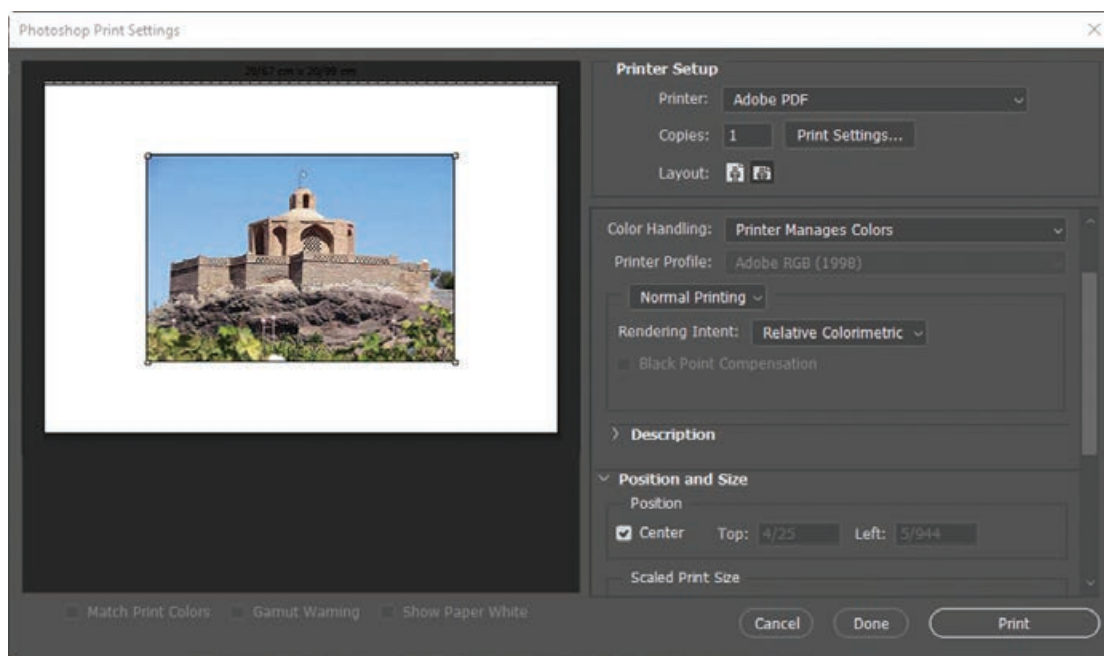 Photoshop Print Settings
Printer Setup
Printer: Adobe PDF
Copies: 1 Print Settings...
Layout:
Color Handling: Printer Manages Colors
Printer Profile: Adobe RGB (1998)
Normal Printing
Rendering Intent: Relative Colorimetric
Black Point Compensation
Description
Position and Size
Position
Center Top: 4/25 Left: 5/944
Scaled Print Size
Match Print Colors Gamut Warning Show Paper White
Cancel Done Print